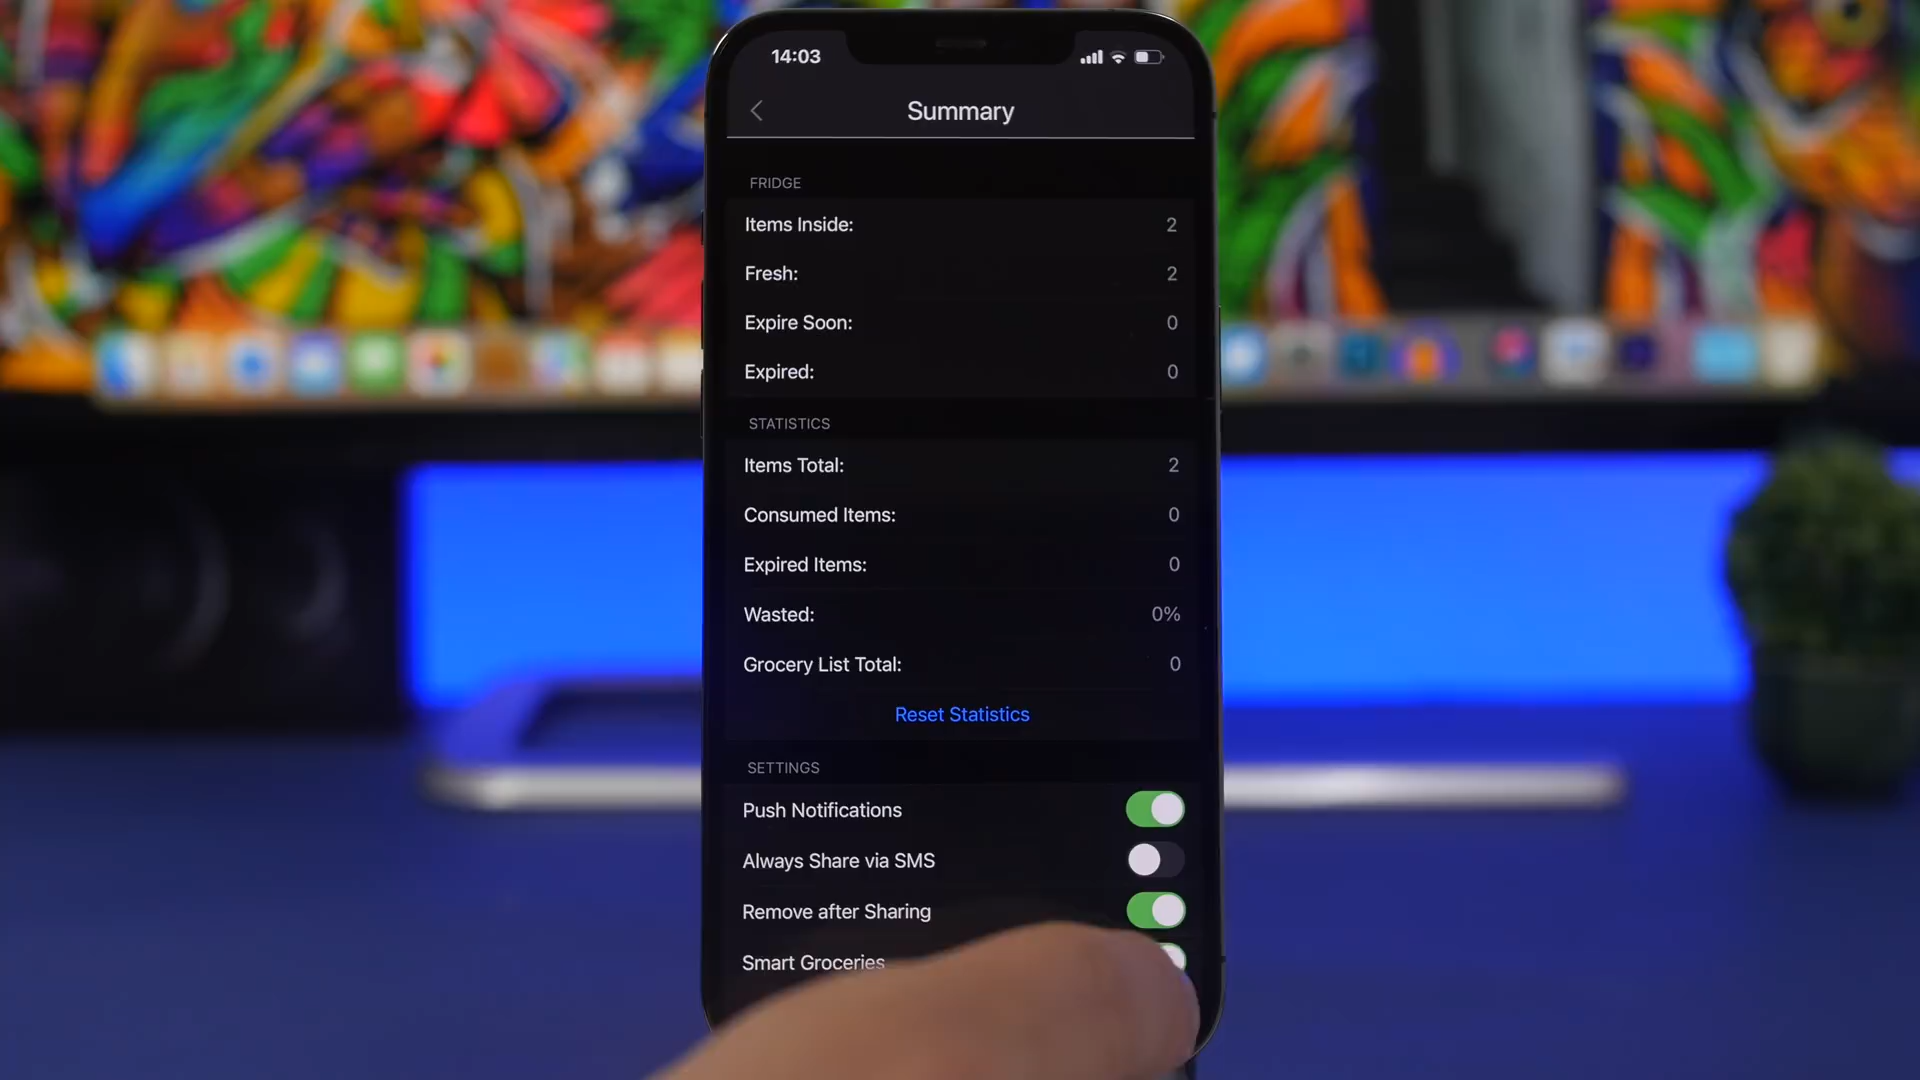 14:03
Summary
FRIDGE
Items Inside: 2
Fresh: 2
Expire Soon: 0
Expired: 0
STATISTICS
Items Total: 2
Consumed Items: 0
Expired Items: 0
Wasted: 0%
Grocery List Total: 0
Reset Statistics
SETTINGS
Push Notifications
Always Share via SMS
Remove after Sharing
Smart Groceries